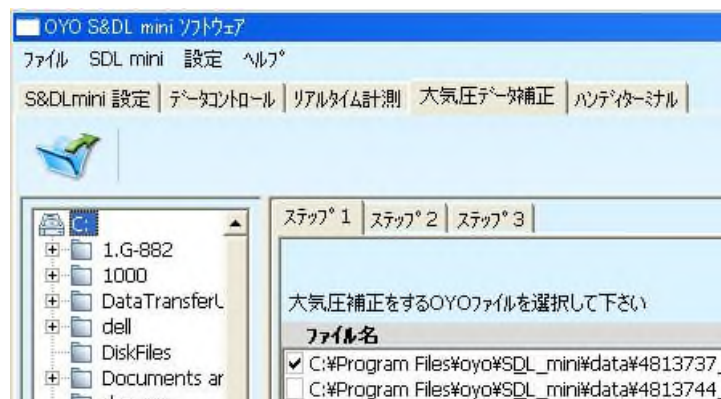 OYO S&DL mini ソフトウェア
ファイル SDL mini 設定 ヘルプ
S&DLmini 設定 データコントロール リアルタイム計測 大気圧データ補正 ハンディターミナル
C:
1.G-882
1000
DataTransferU
dell
DiskFiles
Documents ar
ステップ 1 ステップ 2 ステップ 3
大気圧補正をするOYOファイルを選択して下さい
ファイル名
C:¥Program Files¥oyo¥SDL_mini¥data¥4813737_
C:¥Program Files¥oyo¥SDL_mini¥data¥4813744_